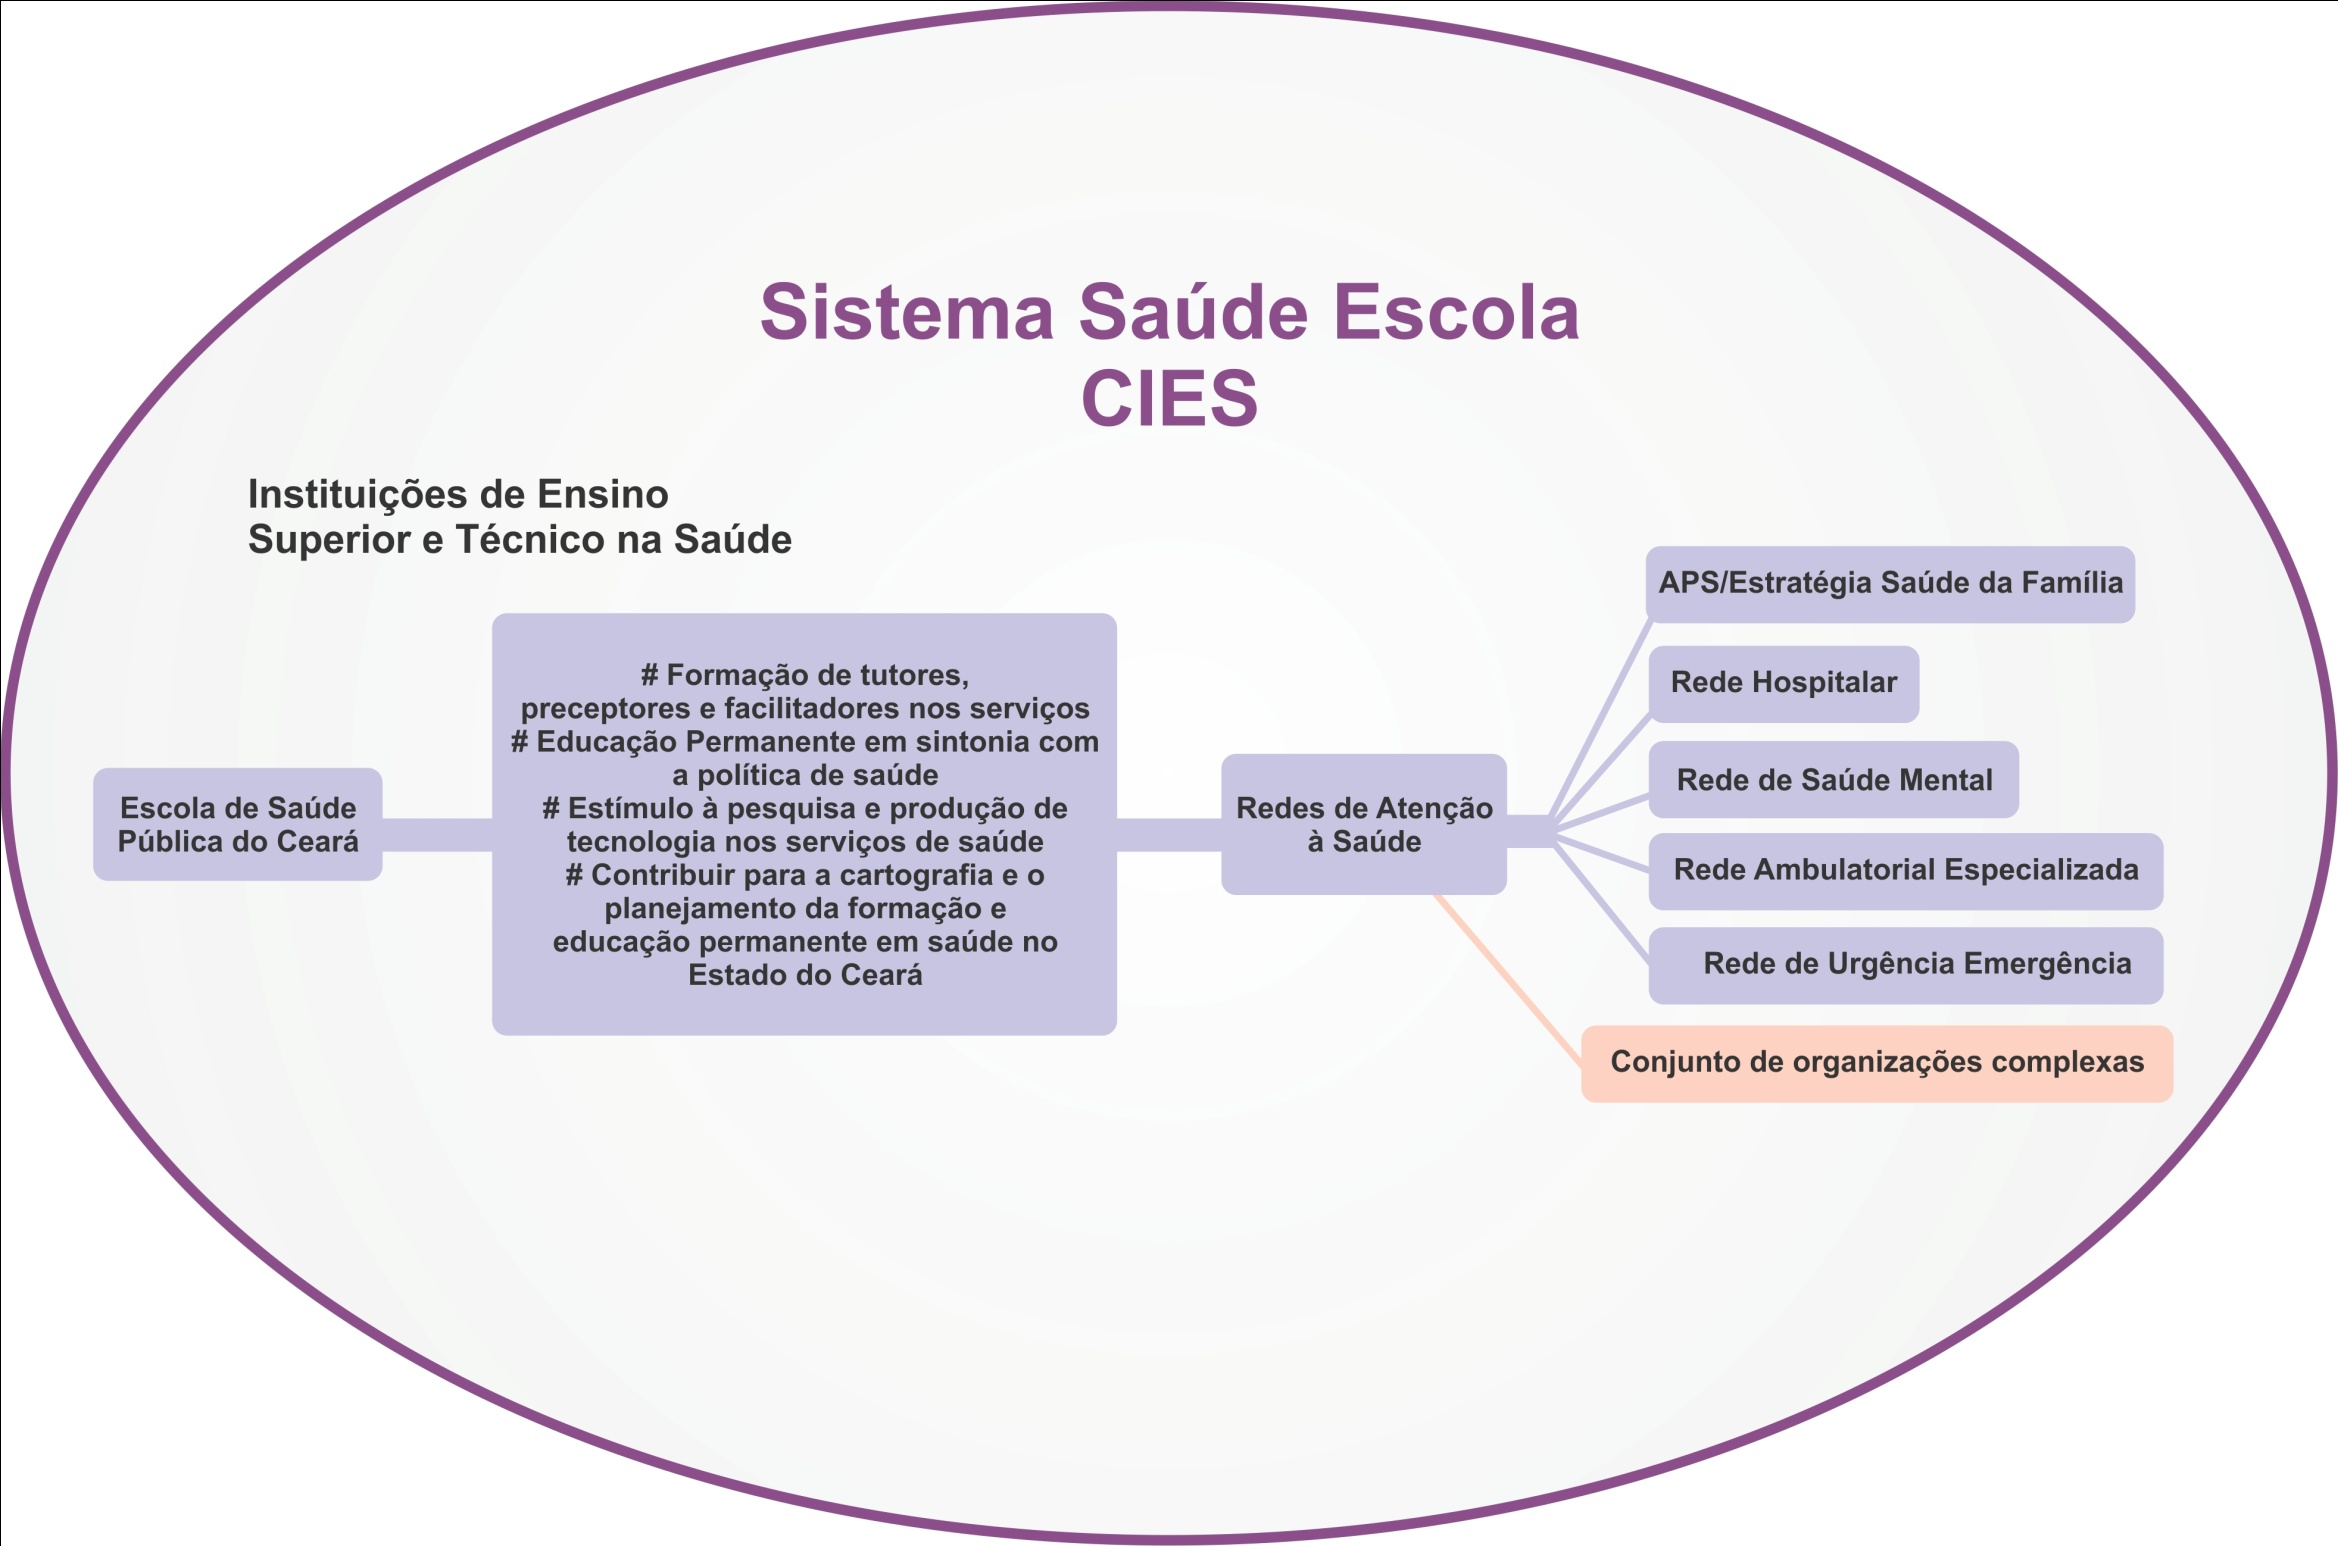 Sistema Saúde Escola
CIES
Instituições de Ensino
Superior e Técnico na Saúde
Escola de Saúde
Pública do Ceará
# Formação de tutores,
preceptores e facilitadores nos serviços
# Educação Permanente em sintonia com
a política de saúde
# Estímulo à pesquisa e produção de
tecnologia nos serviços de saúde
# Contribuir para a cartografia e o
planejamento da formação e
educação permanente em saúde no
Estado do Ceará
Redes de Atenção
à Saúde
APS/Estratégia Saúde da Família
Rede Hospitalar
Rede de Saúde Mental
Rede Ambulatorial Especializada
Rede de Urgência Emergência
Conjunto de organizações complexas